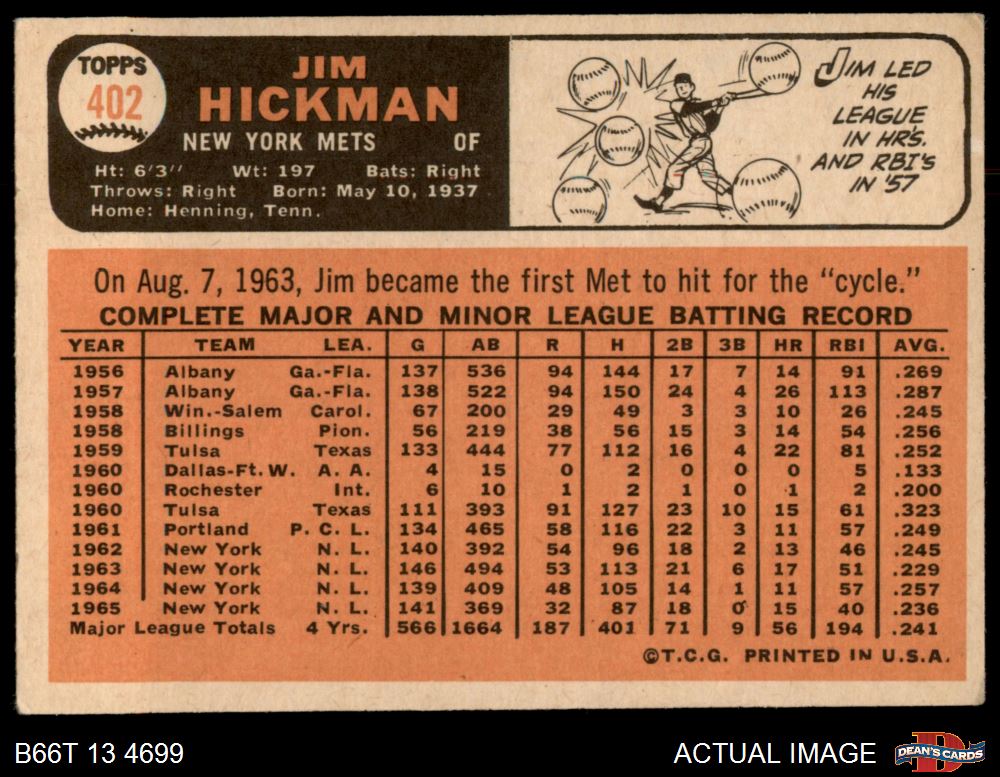 TOPPS
402
JIM
HICKMAN
NEW YORK METS OF
Ht: 6'3" Wt: 197 Bats: Right
Throws: Right Born: May 10, 1937
Home: Henning, Tenn.
JIM LED
HIS
LEAGUE
IN HR'S.
AND RBI'S
IN '57
On Aug. 7, 1963, Jim became the first Met to hit for the "cycle."
COMPLETE MAJOR AND MINOR LEAGUE BATTING RECORD
YEAR TEAM LEA. G AB R H 2B 3B HR RBI AVG.
1956 Albany Ga.-Fla. 137 536 94 144 17 7 14 91 .269
1957 Albany Ga.-Fla. 138 522 94 150 24 4 26 113 .287
1958 Win.-Salem Carol. 67 200 29 49 3 3 10 26 .245
1958 Billings Pion. 56 219 38 56 15 3 14 54 .256
1959 Tulsa Texas 133 444 77 112 16 4 22 81 .252
1960 Dallas-Ft. W. A. A. 4 15 0 2 0 0 0 5 .133
1960 Rochester Int. 6 10 1 2 1 0 1 2 .200
1960 Tulsa Texas 111 393 91 127 23 10 15 61 .323
1961 Portland P. C. L. 134 465 58 116 22 3 11 57 .249
1962 New York N. L. 140 392 54 96 18 2 13 46 .245
1963 New York N. L. 146 494 53 113 21 6 17 51 .229
1964 New York N. L. 139 409 48 105 14 1 11 57 .257
1965 New York N. L. 141 369 32 87 18 0 15 40 .236
Major League Totals 4 Yrs. 566 1664 187 401 71 9 56 194 .241
©T.C.G. PRINTED IN U.S.A.
B66T 13 4699
ACTUAL IMAGE
DEAN'S CARDS